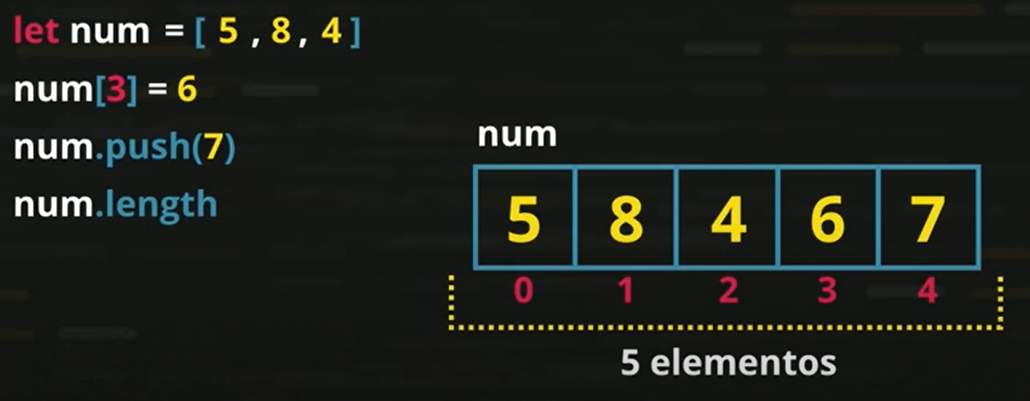 let num = [ 5 , 8 , 4 ]
num[3] = 6
num.push(7)
num.length
num
5 8 4 6 7
0 1 2 3 4
5 elementos